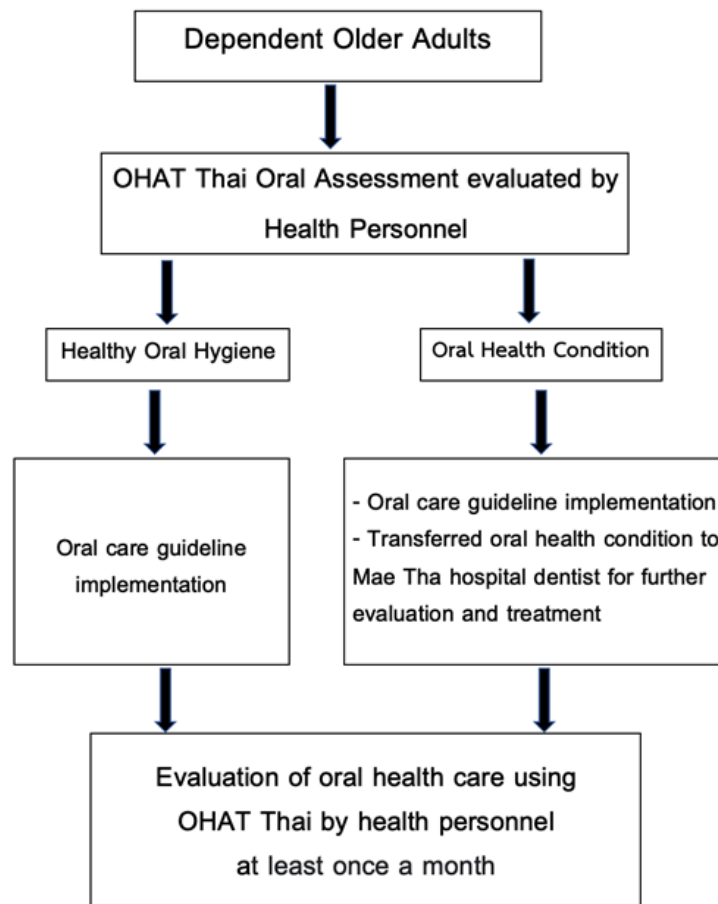 Dependent Older Adults
OHAT Thai Oral Assessment evaluated by
Health Personnel
Healthy Oral Hygiene
Oral Health Condition
Oral care guideline
implementation
- Oral care guideline implementation
- Transferred oral health condition to
Mae Tha hospital dentist for further
evaluation and treatment
Evaluation of oral health care using
OHAT Thai by health personnel
at least once a month